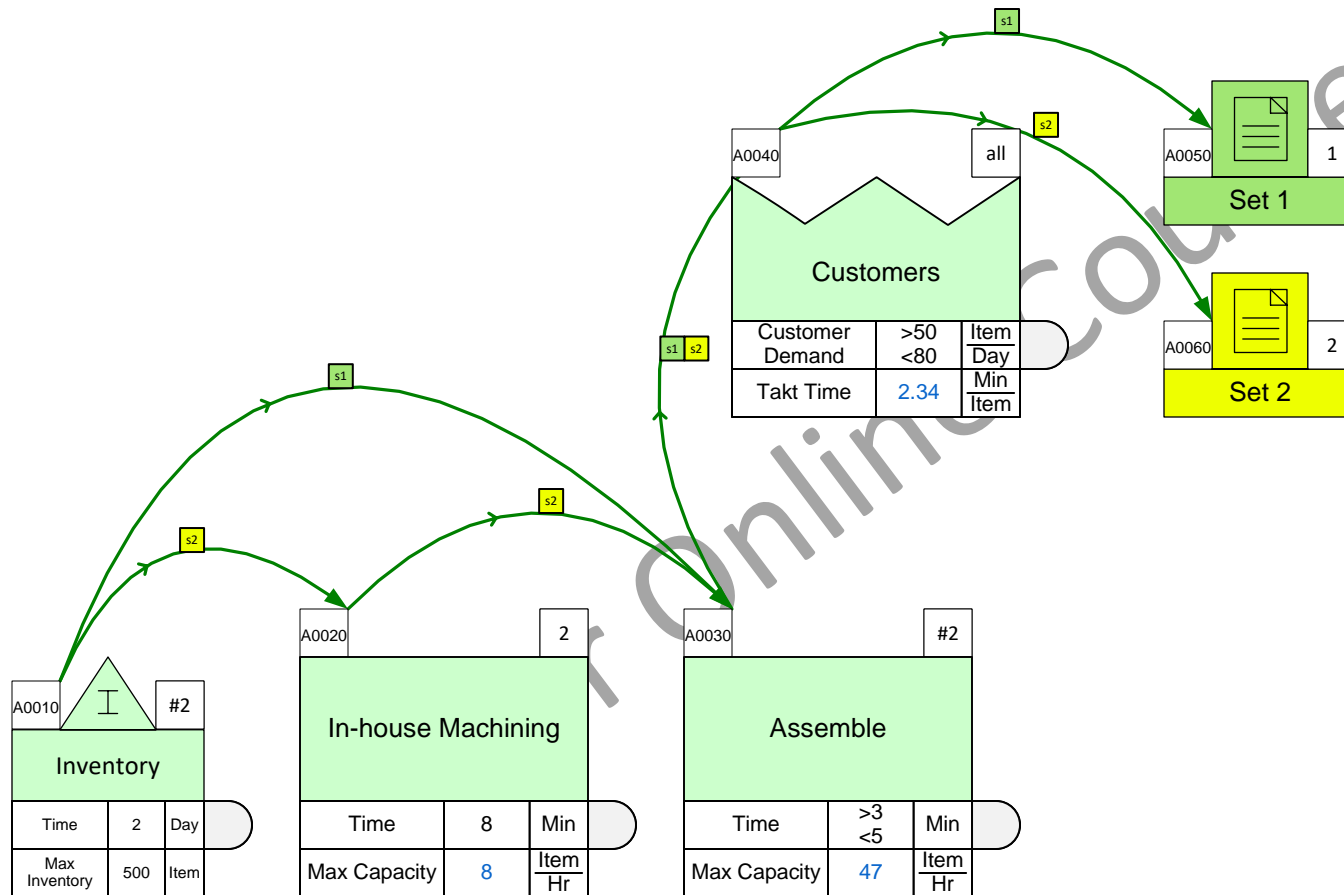 s1
s2
A0040
all
A0050
1
Set 1
Customers
Customer Demand
>50
<80
Item
Day
Takt Time
2.34
Min
Item
A0060
2
Set 2
s1 s2
s1
s2
s2
A0010
#2
Inventory
Time
2
Day
Max Inventory
500
Item
A0020
2
In-house Machining
Time
8
Min
Max Capacity
8
Item
Hr
A0030
#2
Assemble
Time
>3
<5
Min
Max Capacity
47
Item
Hr
r Online Cou